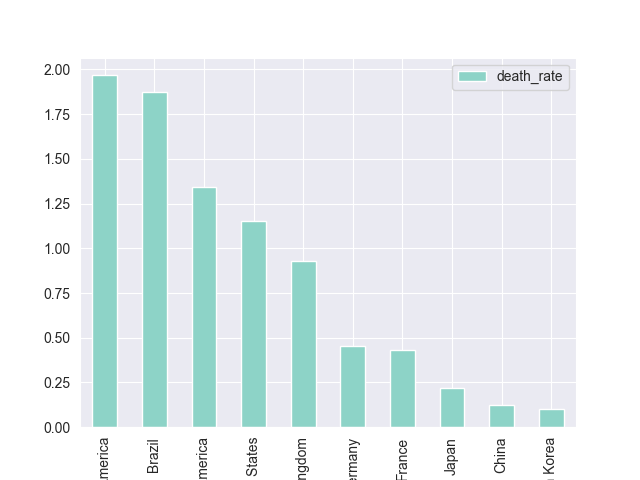 2.00
1.75
1.50
1.25
1.00
0.75
0.50
0.25
0.00
death_rate
merica
Brazil
merica
States
ngdom
ermany
France
Japan
China
Korea